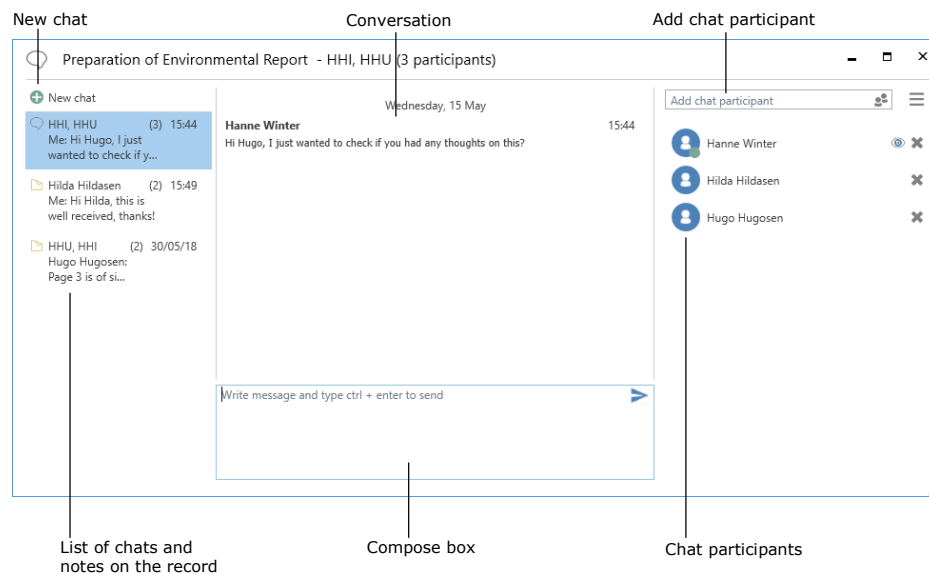 New chat
Conversation
Add chat participant
Preparation of Environmental Report - HHI, HHU (3 participants)
New chat
HHI, HHU (3) 15:44
Me: Hi Hugo, I just
wanted to check if y...
Hilda Hildasen (2) 15:49
Me: Hi Hilda, this is
well received, thanks!
HHU, HHI (2) 30/05/18
Hugo Hugosen:
Page 3 is of si...
Wednesday, 15 May
Hanne Winter 15:44
Hi Hugo, I just wanted to check if you had any thoughts on this?
Write message and type ctrl + enter to send
Add chat participant
Hanne Winter
Hilda Hildasen
Hugo Hugosen
List of chats and
notes on the record
Compose box
Chat participants